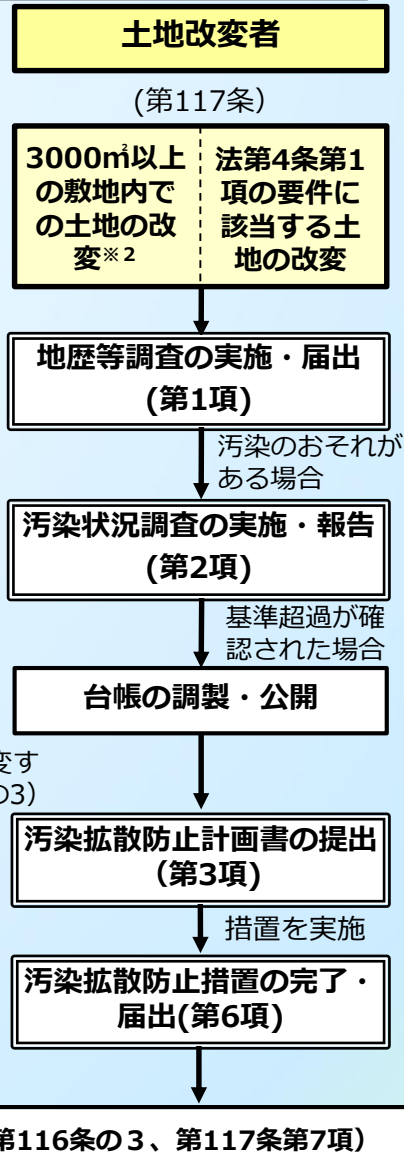 土地改変者
(第117条）
3000㎡以上
の敷地内で
の土地の改
変※2
法第4条第1
項の要件に
該当する土
地の改変
地歴等調査の実施・届出
(第1項)
汚染のおそれが
ある場合
汚染状況調査の実施・報告
(第2項)
基準超過が確
認された場合
台帳の調製・公開
変す
の3）
汚染拡散防止計画書の提出
（第3項)
措置を実施
汚染拡散防止措置の完了・
届出(第6項)
第116条の３、第117条第7項）